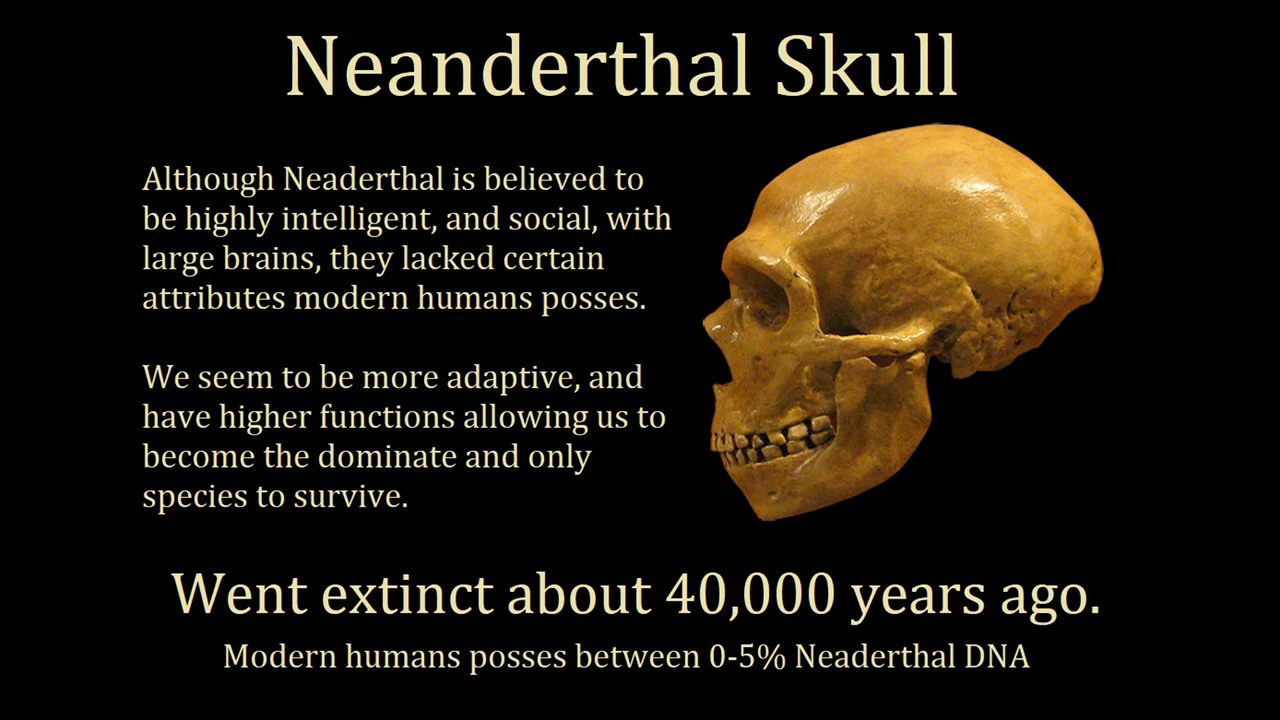 Neanderthal Skull
Although Neaderthal is believed to
be highly intelligent, and social, with
large brains, they lacked certain
attributes modern humans posses.
We seem to be more adaptive, and
have higher functions allowing us to
become the dominate and only
species to survive.
Went extinct about 40,000 years ago.
Modern humans posses between 0-5% Neaderthal DNA